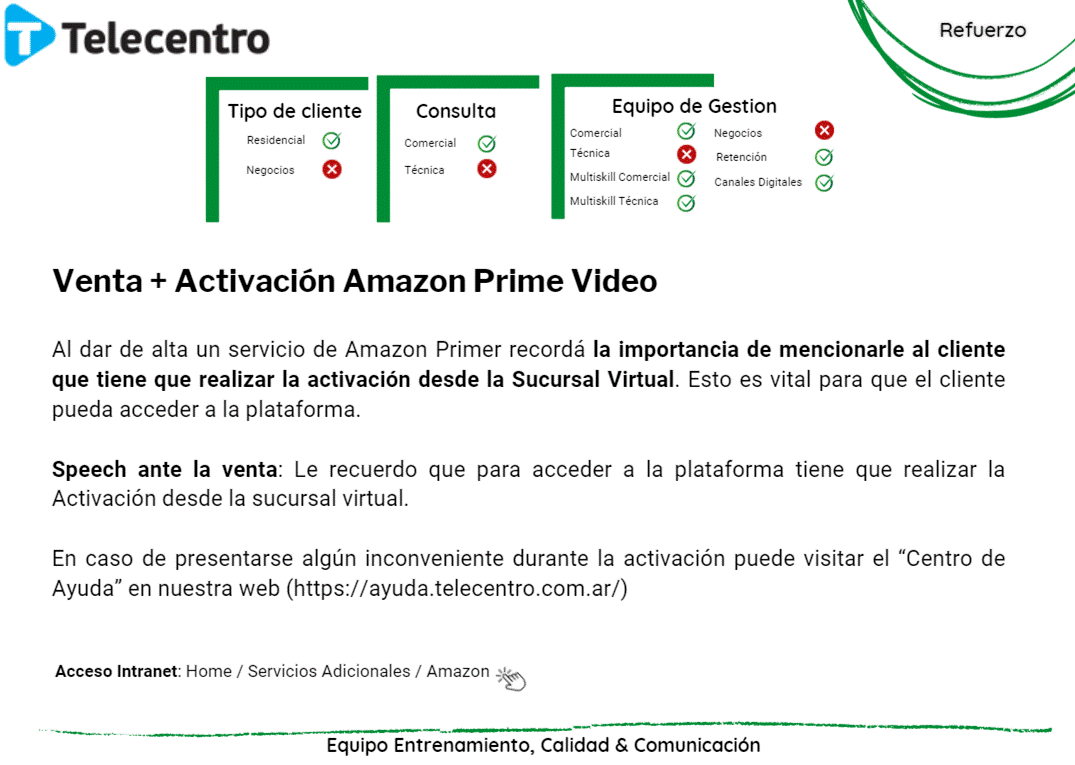 Telecentro
Refuerzo
Tipo de cliente
Residencial
Negocios
Consulta
Comercial
Técnica
Equipo de Gestion
Comercial
Técnica
Multiskill Comercial
Multiskill Técnica
Negocios
Retención
Canales Digitales
Venta + Activación Amazon Prime Video
Al dar de alta un servicio de Amazon Primer recordá la importancia de mencionarle al cliente
que tiene que realizar la activación desde la Sucursal Virtual. Esto es vital para que el cliente
pueda acceder a la plataforma.
Speech ante la venta: Le recuerdo que para acceder a la plataforma tiene que realizar la
Activación desde la sucursal virtual.
En caso de presentarse algún inconveniente durante la activación puede visitar el “Centro de
Ayuda” en nuestra web (https://ayuda.telecentro.com.ar/)
Acceso Intranet: Home / Servicios Adicionales / Amazon
Equipo Entrenamiento, Calidad & Comunicación